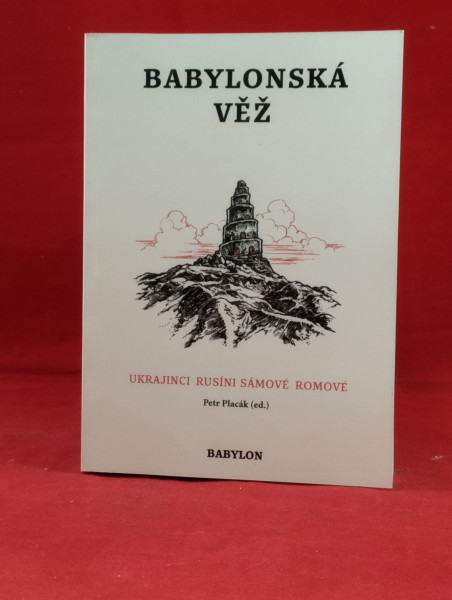 BABYLONSKÁ
VĚŽ
UKRAJINCI RUSÍNI SÁMOVÉ ROMOVÉ
Petr Placák (ed.)
BABYLON